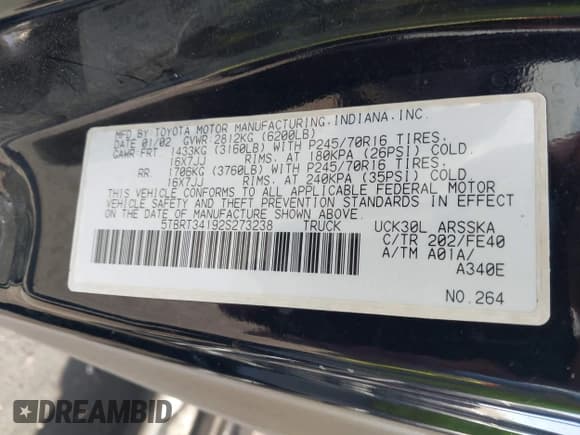 MFD.BY TOYOTA MOTOR MANUFACTURING.INDIANA.INC.
DATE 01/02 GVWR 2812KG (6200LB)
GAWR-FRT 1433KG (3160LB) WITH P245/70R16 TIRES.
16X7JJ RIMS. AT 180KPA (26PSI) COLD.
RR. 1706KG (3760LB) WITH P245/70R16 TIRES.
16X7JJ RIMS. AT 240KPA (35PSI) COLD.
THIS VEHICLE CONFORMS TO ALL APPLICABLE FEDERAL MOTOR
VEHICLE SAFETY AND THEFT PREVENTION STANDARDS IN EFFECT
ON THE DATE OF MANUFACTURE SHOWN ABOVE.
5TBRT34192S273238 TRUCK UCK30L ARSSKA
C/TR 202/FE40
A/TM A01A/
A340E
NO.264
DREAMBID